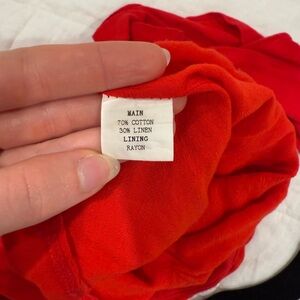 MAIN
70% COTTON
30% LINEN
LINING
RAYON